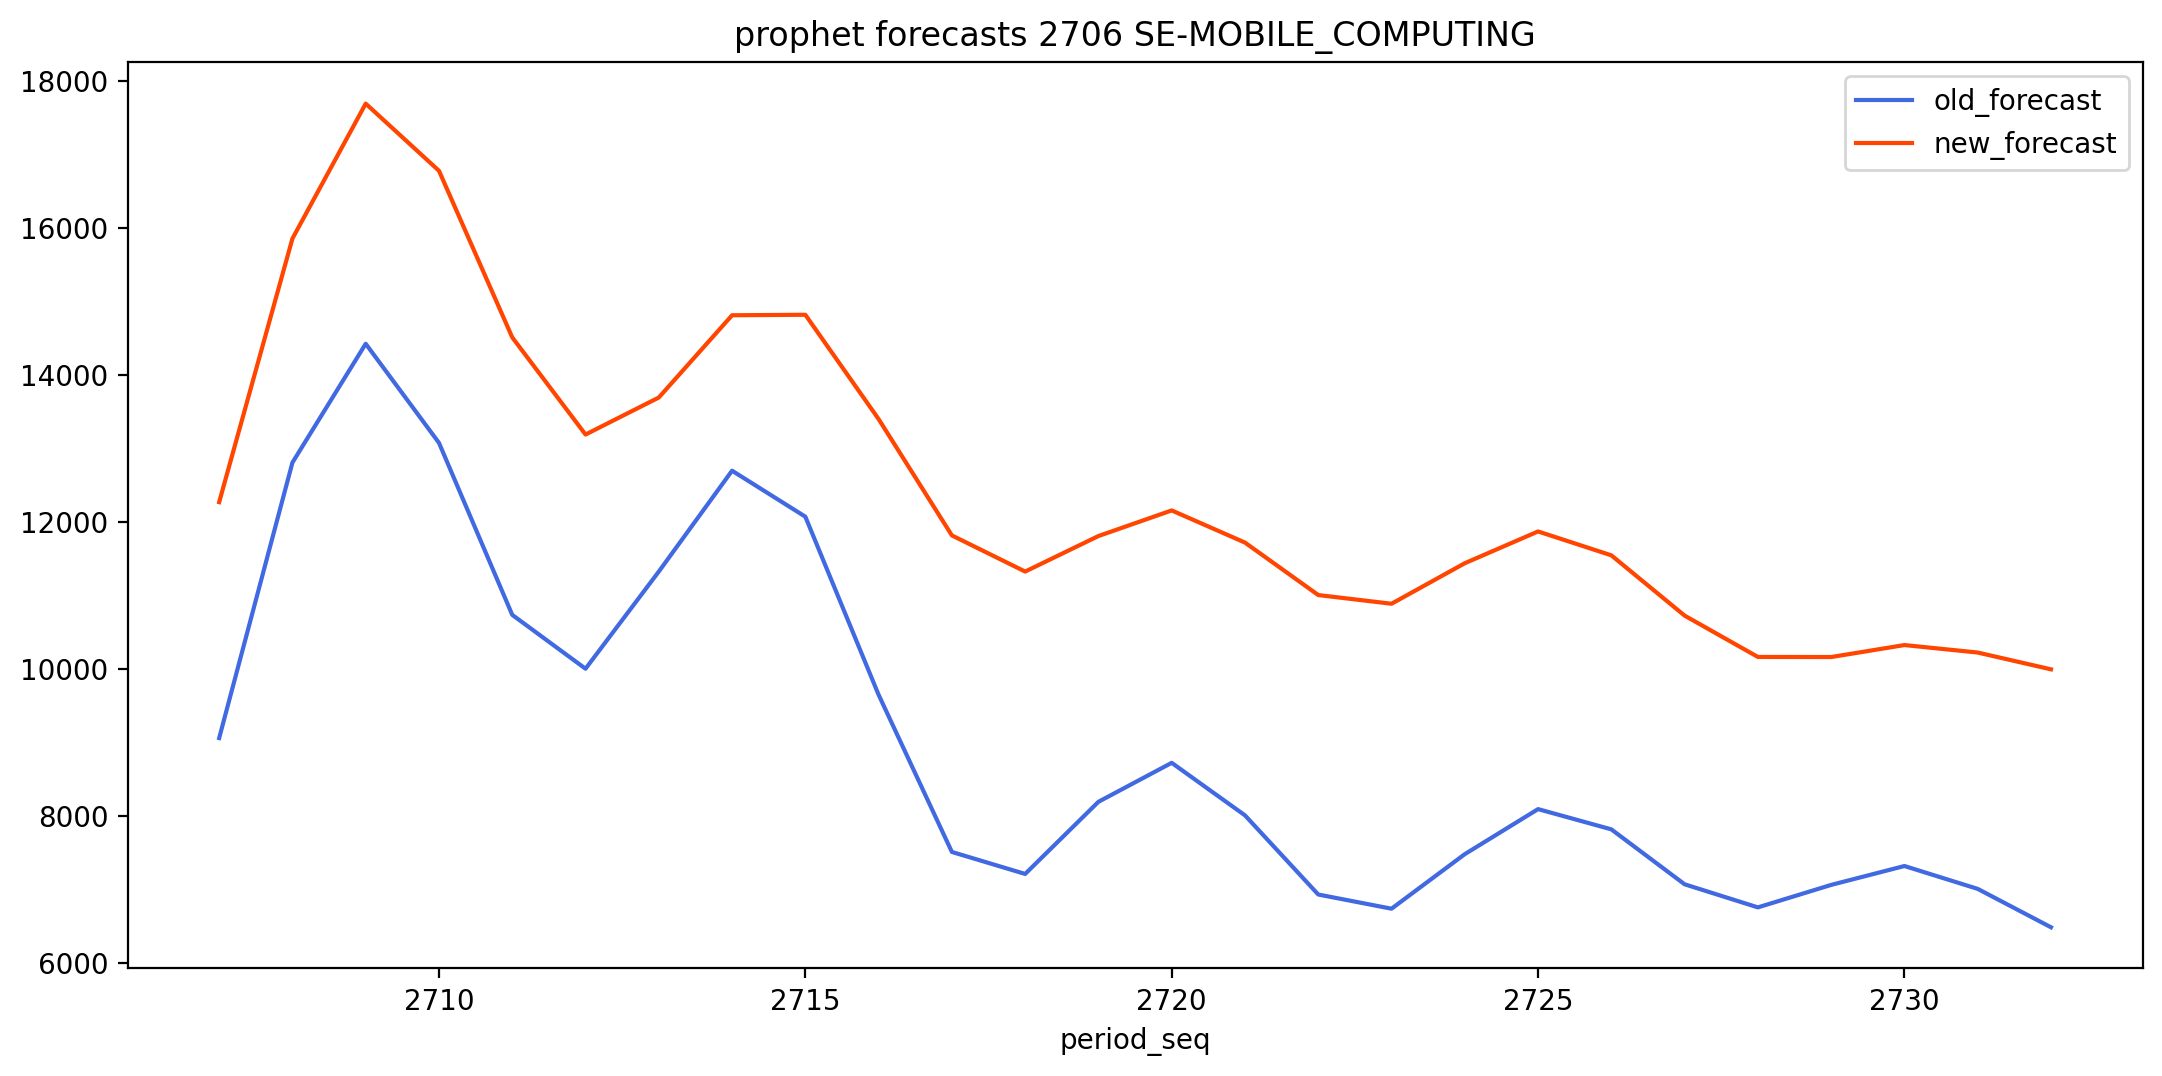 prophet forecasts 2706 SE-MOBILE_COMPUTING
old_forecast
new_forecast
18000
16000
14000
12000
10000
8000
6000
2710 2715 2720 2725 2730
period_seq